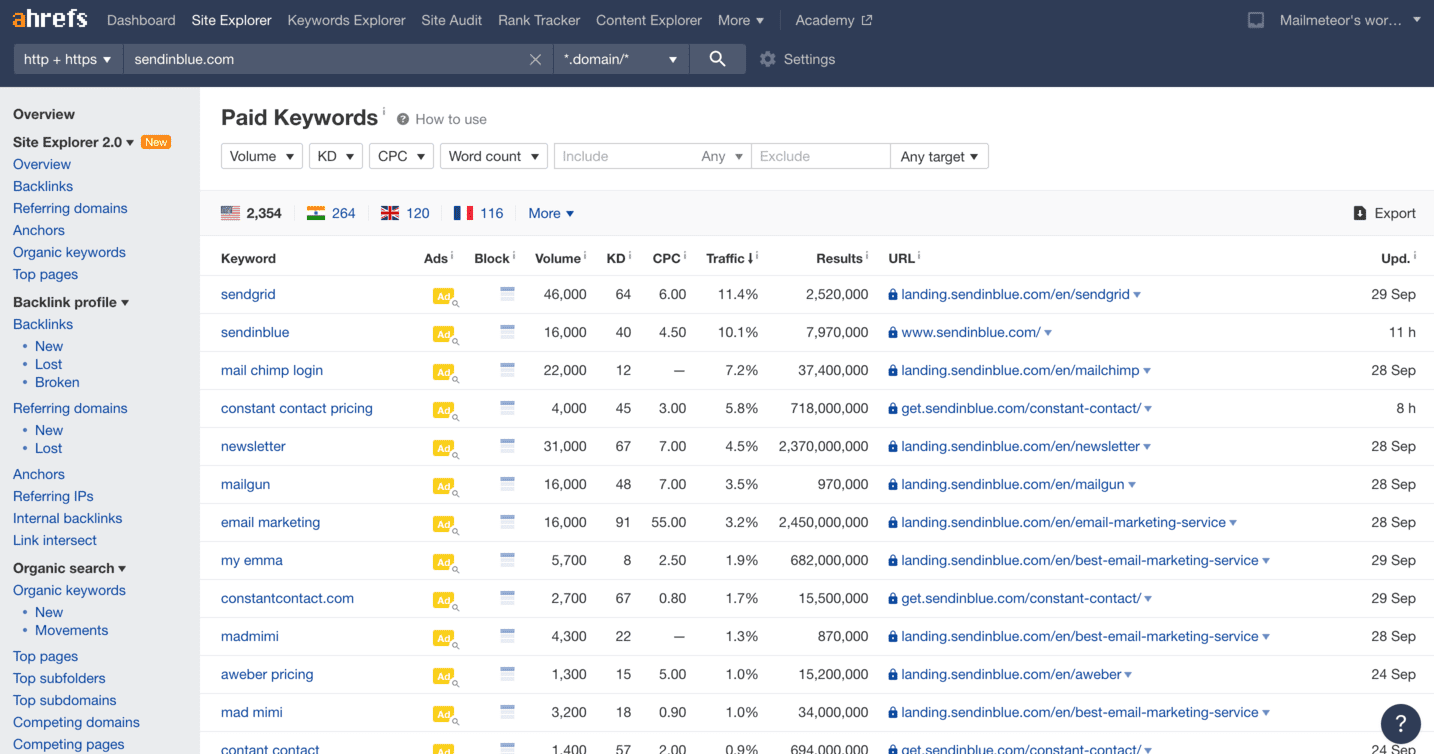 ahrefs Dashboard Site Explorer Keywords Explorer Site Audit Rank Tracker Content Explorer More Academy Mailmeteor's wor...
http + https sendinblue.com *.domain/* Settings
Overview
Site Explorer 2.0 New
Overview
Backlinks
Referring domains
Anchors
Organic keywords
Top pages
Backlink profile
Backlinks
• New
• Lost
• Broken
Referring domains
• New
• Lost
Anchors
Referring IPs
Internal backlinks
Link intersect
Organic search
Organic keywords
• New
• Movements
Top pages
Top subfolders
Top subdomains
Competing domains
Competing pages
Paid Keywords i ? How to use
Volume KD CPC Word count Include Any Exclude Any target
2,354 264 120 116 More Export
Keyword Ads i Block i Volume i KD i CPC i Traffic i Results i URL i Upd. i
sendgrid Ad 46,000 64 6.00 11.4% 2,520,000 landing.sendinblue.com/en/sendgrid 29 Sep
sendinblue Ad 16,000 40 4.50 10.1% 7,970,000 www.sendinblue.com/ 11 h
mail chimp login Ad 22,000 12 — 7.2% 37,400,000 landing.sendinblue.com/en/mailchimp 28 Sep
constant contact pricing Ad 4,000 45 3.00 5.8% 718,000,000 get.sendinblue.com/constant-contact/ 8 h
newsletter Ad 31,000 67 7.00 4.5% 2,370,000,000 landing.sendinblue.com/en/newsletter 28 Sep
mailgun Ad 16,000 48 7.00 3.5% 970,000 landing.sendinblue.com/en/mailgun 28 Sep
email marketing Ad 16,000 91 55.00 3.2% 2,450,000,000 landing.sendinblue.com/en/email-marketing-service 28 Sep
my emma Ad 5,700 8 2.50 1.9% 682,000,000 landing.sendinblue.com/en/best-email-marketing-service 29 Sep
constantcontact.com Ad 2,700 67 0.80 1.7% 15,500,000 get.sendinblue.com/constant-contact/ 29 Sep
madmimi Ad 4,300 22 — 1.3% 870,000 landing.sendinblue.com/en/best-email-marketing-service 28 Sep
aweber pricing Ad 1,300 15 5.00 1.0% 15,200,000 landing.sendinblue.com/en/aweber 24 Sep
mad mimi Ad 3,200 18 0.90 1.0% 34,000,000 landing.sendinblue.com/en/best-email-marketing-service
contant contact Ad 1,400 57 2.00 0.9% 694,000,000 get.sendinblue.com/constant-contact/ 24 Sep
?